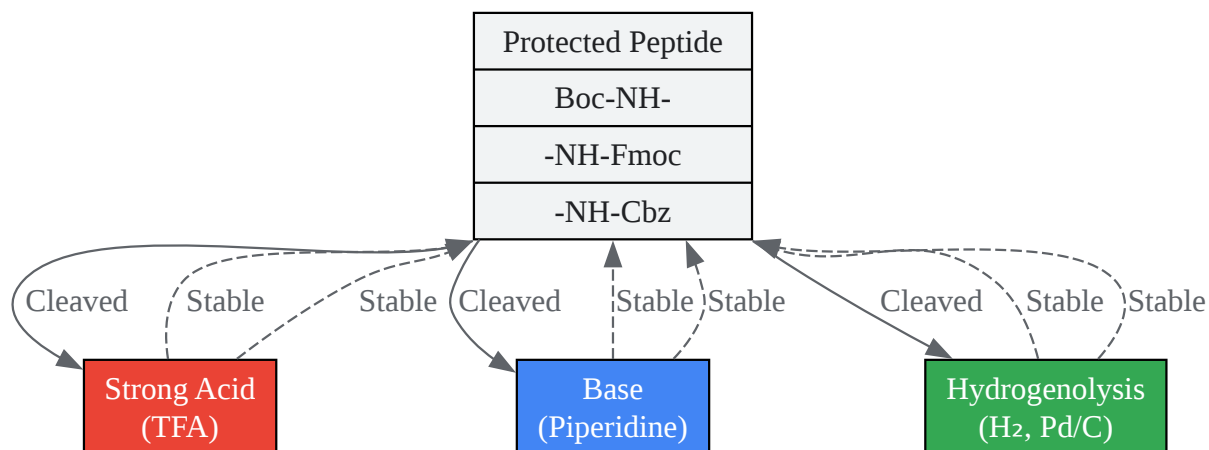 Protected Peptide
Boc-NH-
-NH-Fmoc
-NH-Cbz
Cleaved
Stable
Stable
Cleaved
Stable
Stable
Cleaved
Stable
Stable
Strong Acid
(TFA)
Base
(Piperidine)
Hydrogenolysis
(H₂, Pd/C)